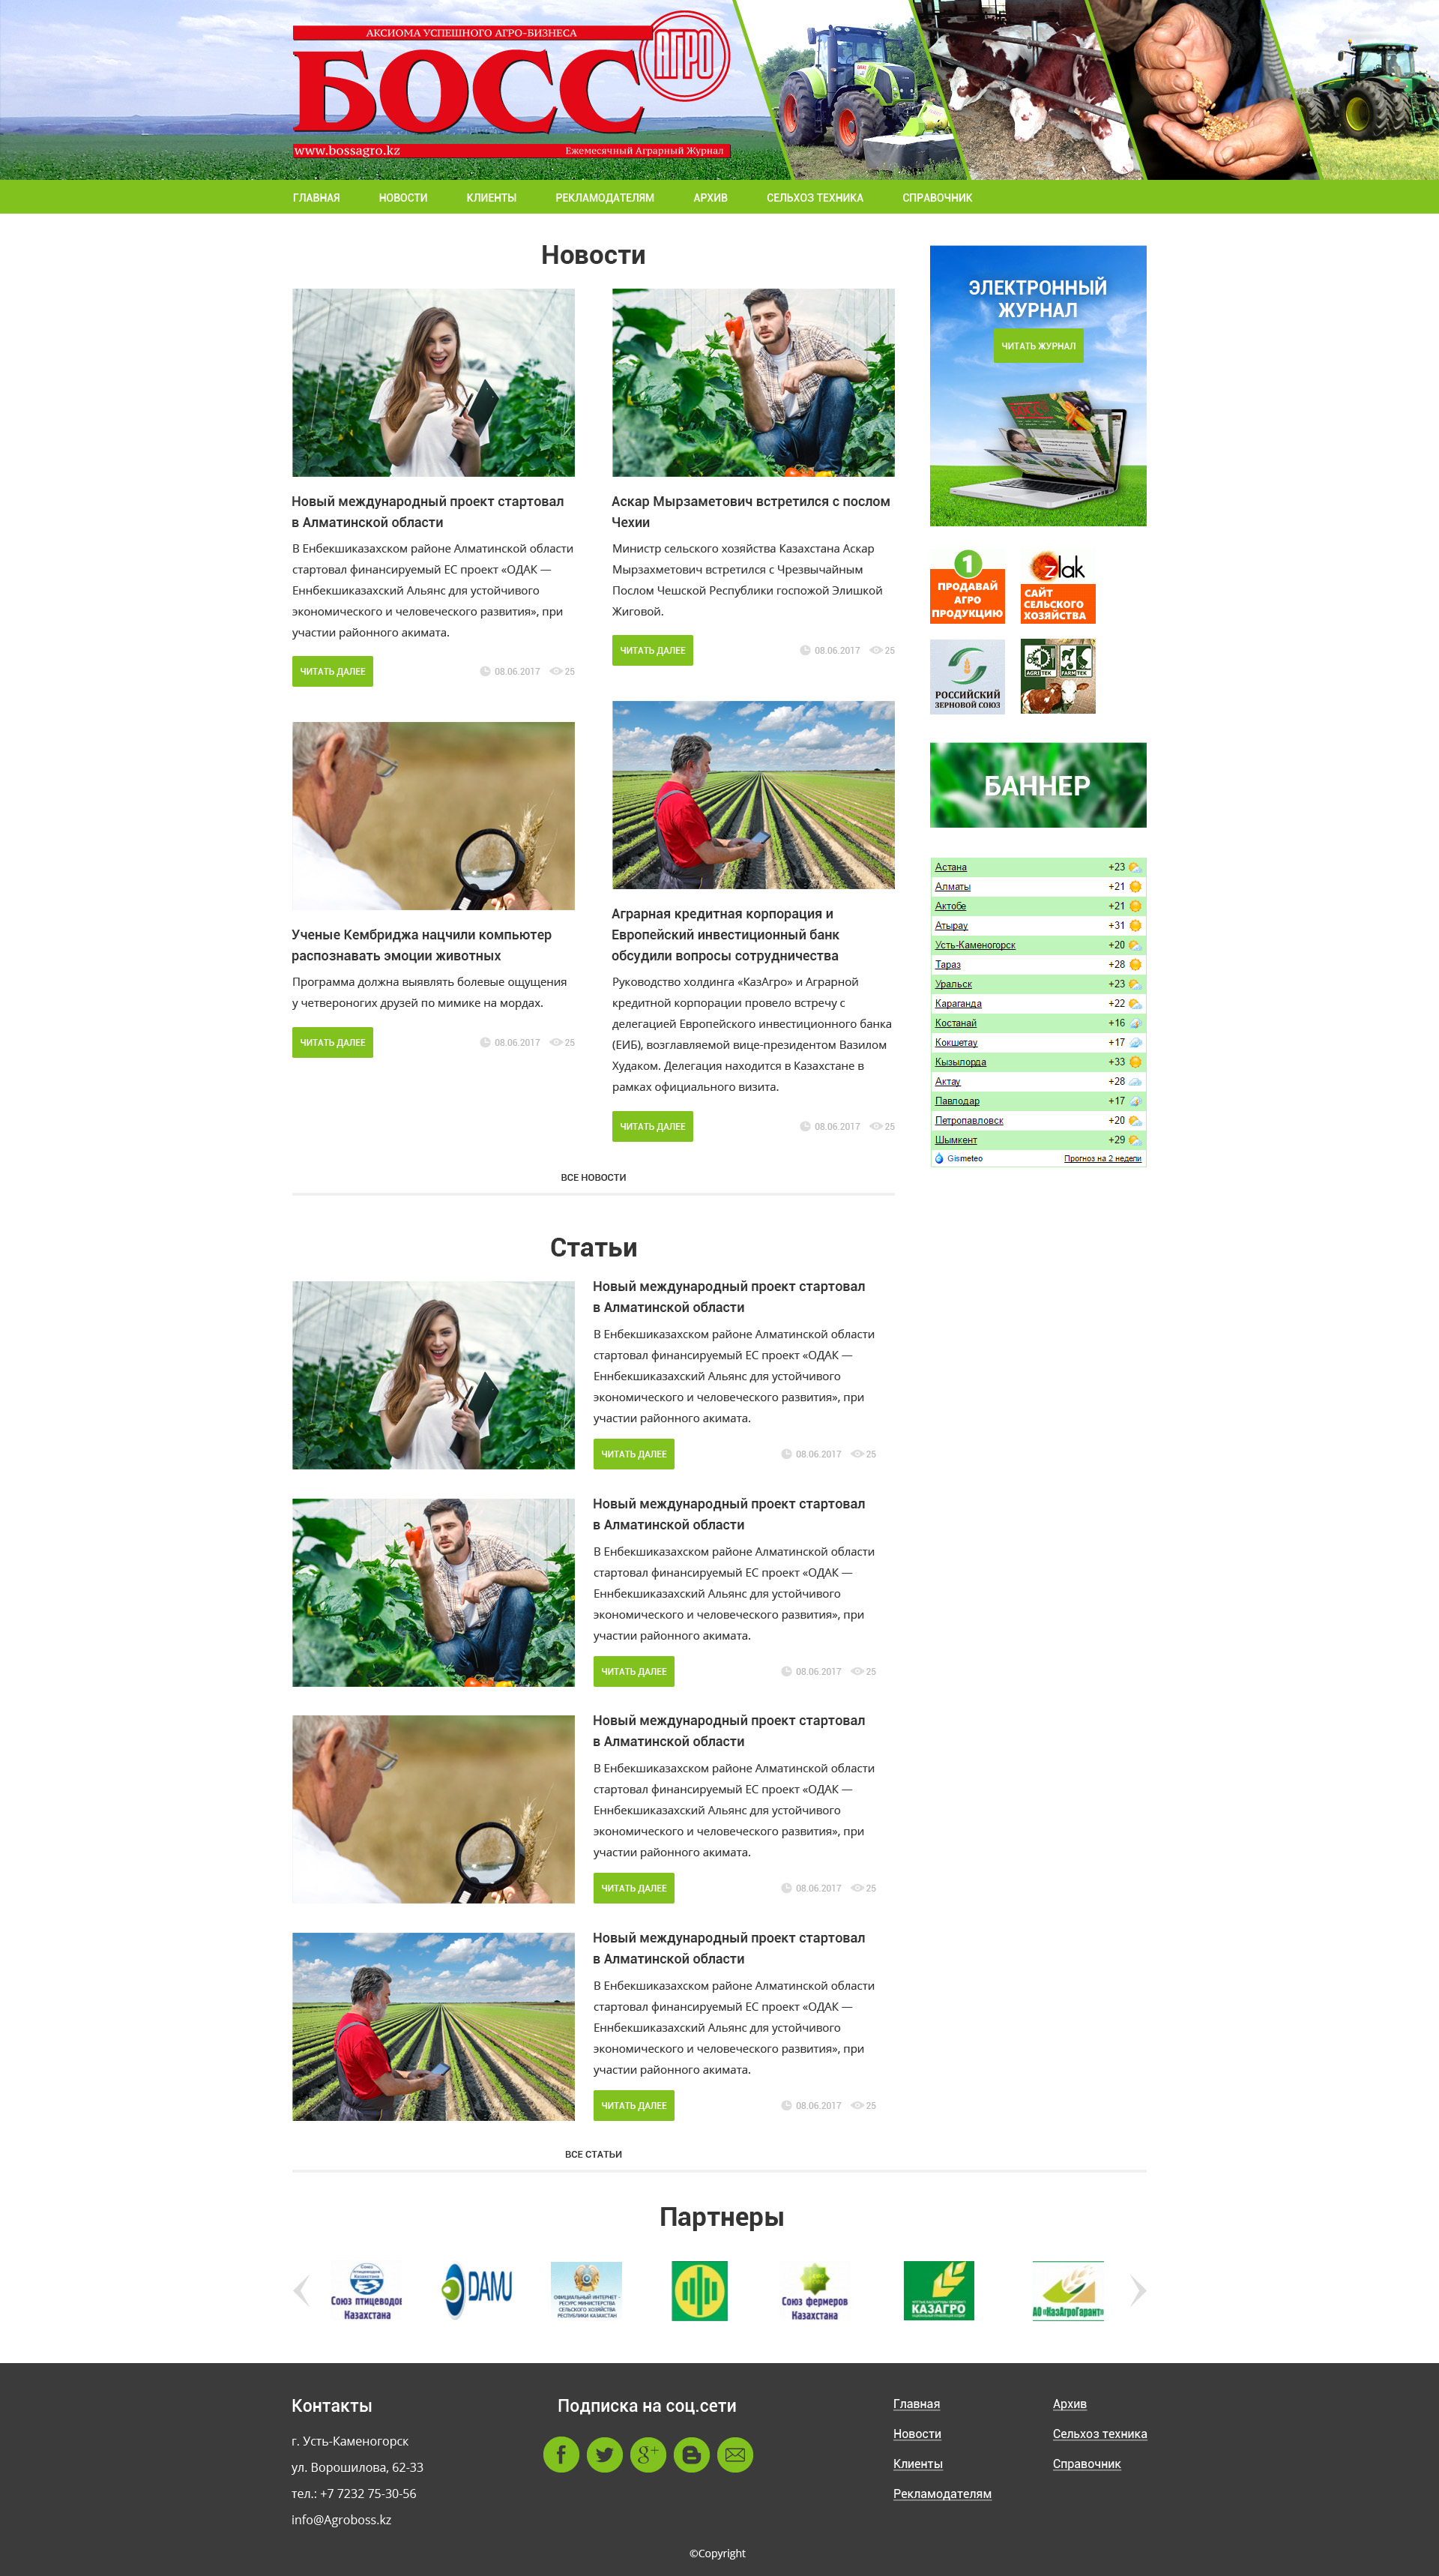 АКСИОМА УСПЕШНОГО АГРО-БИЗНЕСА
БОСС
АГРО
www.bossagro.kz
Ежемесячный Аграрный Журнал
ГЛАВНАЯ НОВОСТИ КЛИЕНТЫ РЕКЛАМОДАТЕЛЯМ АРХИВ СЕЛЬХОЗ ТЕХНИКА СПРАВОЧНИК
Новости
Новый международный проект стартовал
в Алматинской области
В Енбекшиказахском районе Алматинской области
стартовал финансируемый ЕС проект «ОДАК —
Еннбекшиказахский Альянс для устойчивого
экономического и человеческого развития», при
участии районного акимата.
ЧИТАТЬ ДАЛЕЕ
08.06.2017 25
Аскар Мырзаметович встретился с послом
Чехии
Министр сельского хозяйства Казахстана Аскар
Мырзахметович встретился с Чрезвычайным
Послом Чешской Республики госпожой Элишкой
Жиговой.
ЧИТАТЬ ДАЛЕЕ
08.06.2017 25
Ученые Кембриджа нацчили компьютер
распознавать эмоции животных
Программа должна выявлять болевые ощущения
у четвероногих друзей по мимике на мордах.
ЧИТАТЬ ДАЛЕЕ
08.06.2017 25
Аграрная кредитная корпорация и
Европейский инвестиционный банк
обсудили вопросы сотрудничества
Руководство холдинга «КазАгро» и Аграрной
кредитной корпорации провело встречу с
делегацией Европейского инвестиционного банка
(ЕИБ), возглавляемой вице-президентом Вазилом
Худаком. Делегация находится в Казахстане в
рамках официального визита.
ЧИТАТЬ ДАЛЕЕ
08.06.2017 25
ВСЕ НОВОСТИ
ЭЛЕКТРОННЫЙ
ЖУРНАЛ
ЧИТАТЬ ЖУРНАЛ
БОСС
1
ПРОДАВАЙ
АГРО
ПРОДУКЦИЮ
zlak
САЙТ
СЕЛЬСКОГО
ХОЗЯЙСТВА
РОССИЙСКИЙ
ЗЕРНОВОЙ СОЮЗ
AGRITEK
FARMTEK
БАННЕР
Астана +23
Алматы +21
Актобе +21
Атырау +31
Усть-Каменогорск +20
Тараз +28
Уральск +23
Караганда +22
Костанай +16
Кокшетау +17
Кызылорда +33
Актау +28
Павлодар +17
Петропавловск +20
Шымкент +29
Gismeteo Прогноз на 2 недели
Статьи
Новый международный проект стартовал
в Алматинской области
В Енбекшиказахском районе Алматинской области
стартовал финансируемый ЕС проект «ОДАК —
Еннбекшиказахский Альянс для устойчивого
экономического и человеческого развития», при
участии районного акимата.
ЧИТАТЬ ДАЛЕЕ
08.06.2017 25
Новый международный проект стартовал
в Алматинской области
В Енбекшиказахском районе Алматинской области
стартовал финансируемый ЕС проект «ОДАК —
Еннбекшиказахский Альянс для устойчивого
экономического и человеческого развития», при
участии районного акимата.
ЧИТАТЬ ДАЛЕЕ
08.06.2017 25
Новый международный проект стартовал
в Алматинской области
В Енбекшиказахском районе Алматинской области
стартовал финансируемый ЕС проект «ОДАК —
Еннбекшиказахский Альянс для устойчивого
экономического и человеческого развития», при
участии районного акимата.
ЧИТАТЬ ДАЛЕЕ
08.06.2017 25
Новый международный проект стартовал
в Алматинской области
В Енбекшиказахском районе Алматинской области
стартовал финансируемый ЕС проект «ОДАК —
Еннбекшиказахский Альянс для устойчивого
экономического и человеческого развития», при
участии районного акимата.
ЧИТАТЬ ДАЛЕЕ
08.06.2017 25
ВСЕ СТАТЬИ
Партнеры
Союз птицеводов
Казахстана
DAMU
ОФИЦИАЛЬНЫЙ ИНТЕРНЕТ-
РЕСУРС МИНИСТЕРСТВА
СЕЛЬСКОГО ХОЗЯЙСТВА
РЕСПУБЛИКИ КАЗАХСТАН
Союз фермеров
Казахстана
КАЗАГРО
АО «КазАгроГарант»
Контакты
г. Усть-Каменогорск
ул. Ворошилова, 62-33
тел.: +7 7232 75-30-56
info@Agroboss.kz
Подписка на соц.сети
Главная
Новости
Клиенты
Рекламодателям
Архив
Сельхоз техника
Справочник
©Copyright